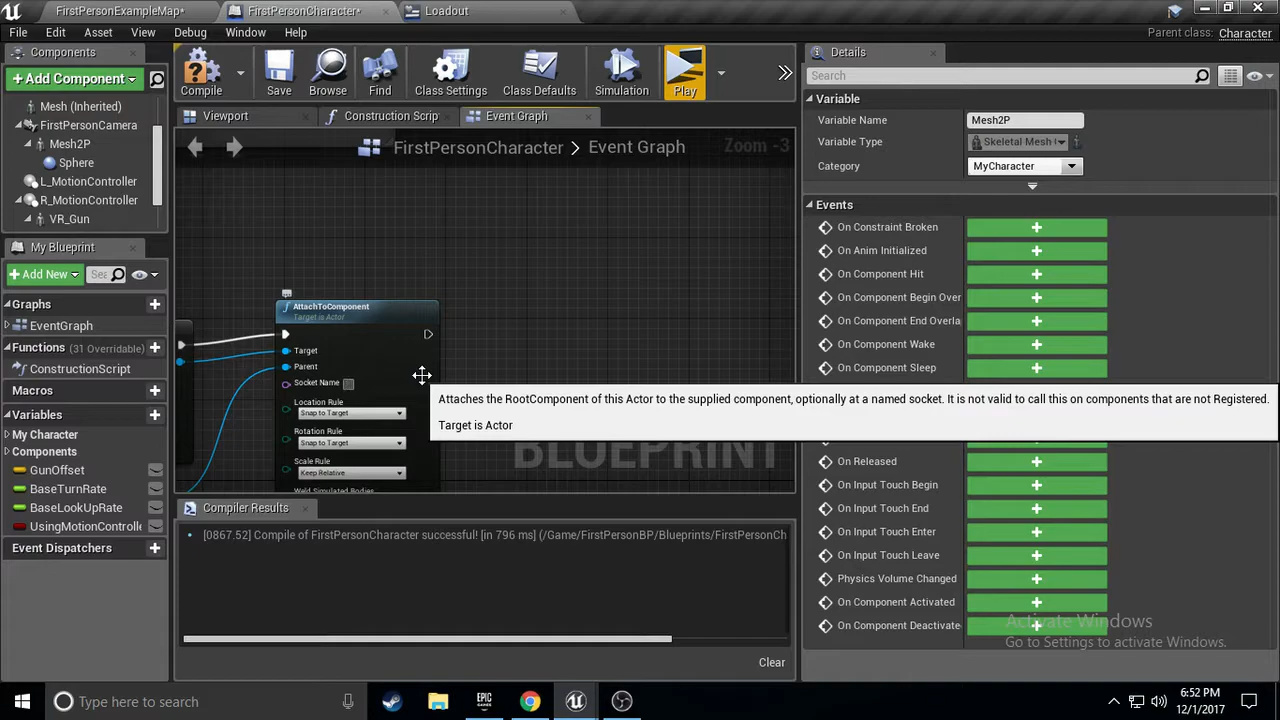 FirstPersonExampleMap*
FirstPersonCharacter*
Loadout
File Edit Asset View Debug Window Help
Parent class: Character
Components
Add Component
Mesh (Inherited)
FirstPersonCamera
Mesh2P
Sphere
L_MotionController
R_MotionController
VR_Gun
Compile
Save
Browse
Find
Class Settings
Class Defaults
Simulation
Play
Viewport
Construction Scrip
Event Graph
FirstPersonCharacter > Event Graph
Zoom -3
AttachToComponent
Target is Actor
Target
Parent
Socket Name
Location Rule
Snap to Target
Rotation Rule
Snap to Target
Scale Rule
Keep Relative
Weld Simulated Bodies
BLUEPRINT
Attaches the RootComponent of this Actor to the supplied component, optionally at a named socket. It is not valid to call this on components that are not Registered.
Target is Actor
My Blueprint
Add New
Sea
Graphs
EventGraph
Functions (31 Overridable)
ConstructionScript
Macros
Variables
My Character
Components
GunOffset
BaseTurnRate
BaseLookUpRate
UsingMotionControlle
Event Dispatchers
Compiler Results
[0867.52] Compile of FirstPersonCharacter successful! [in 796 ms] (/Game/FirstPersonBP/Blueprints/FirstPersonCh
Clear
Details
Search
Variable
Variable Name
Mesh2P
Variable Type
Skeletal Mesh
Category
MyCharacter
Events
On Constraint Broken
On Anim Initialized
On Component Hit
On Component Begin Over
On Component End Overla
On Component Wake
On Component Sleep
On Released
On Input Touch Begin
On Input Touch End
On Input Touch Enter
On Input Touch Leave
Physics Volume Changed
On Component Activated
On Component Deactivate
Activate Windows
Go to Settings to activate Windows.
Type here to search
EPIC GAMES
6:52 PM
12/1/2017